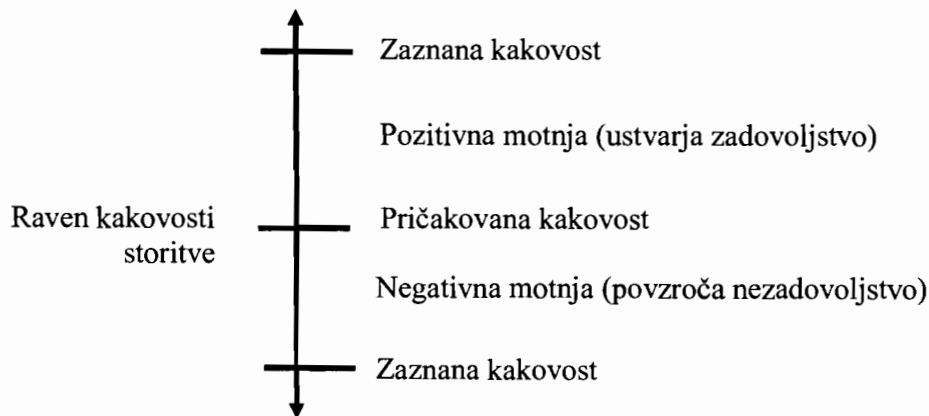 Zaznana kakovost
Pozitivna motnja (ustvarja zadovoljstvo)
Raven kakovosti
storitve
Pričakovana kakovost
Negativna motnja (povzroča nezadovoljstvo)
Zaznana kakovost